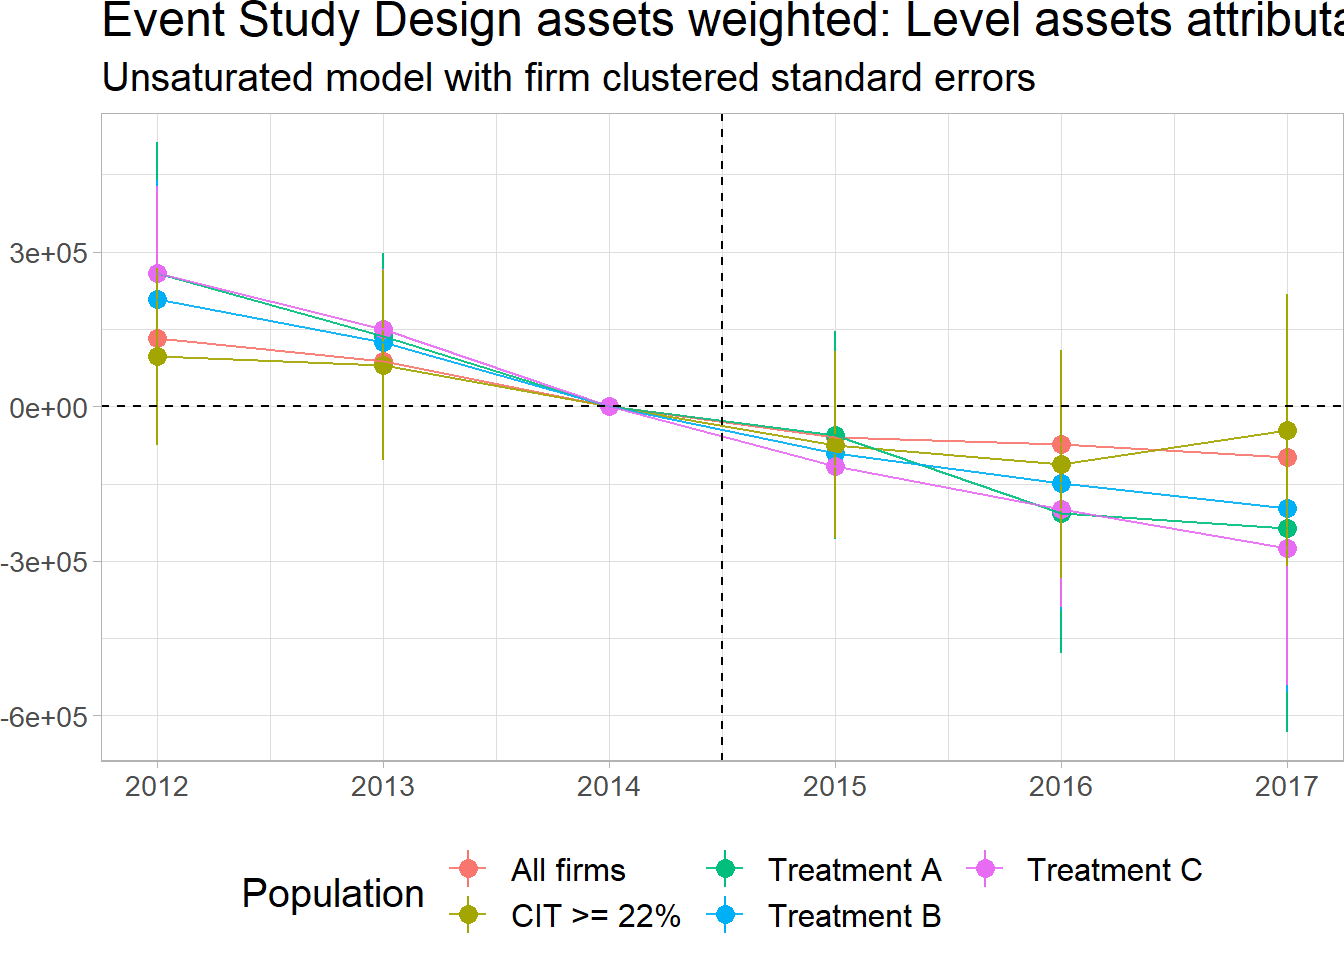 Event Study Design assets weighted: Level assets
Unsaturated model with firm clustered standard errors
3e+05
0e+00
-3e+05
-6e+05
2012 2013 2014 2015 2016 2017
Population
All firms Treatment A Treatment C
CIT >= 22% Treatment B